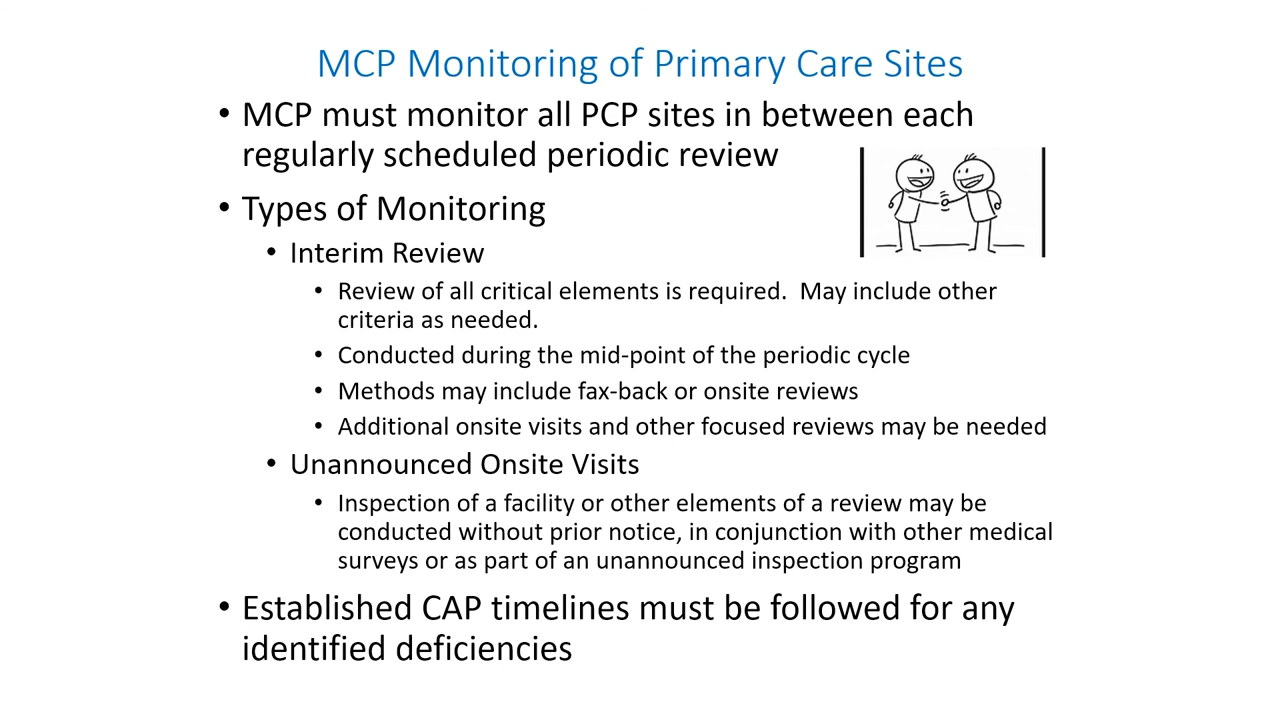 MCP Monitoring of Primary Care Sites
• MCP must monitor all PCP sites in between each
regularly scheduled periodic review
• Types of Monitoring
• Interim Review
• Review of all critical elements is required.  May include other
criteria as needed.
• Conducted during the mid-point of the periodic cycle
• Methods may include fax-back or onsite reviews
• Additional onsite visits and other focused reviews may be needed
• Unannounced Onsite Visits
• Inspection of a facility or other elements of a review may be
conducted without prior notice, in conjunction with other medical
surveys or as part of an unannounced inspection program
• Established CAP timelines must be followed for any
identified deficiencies